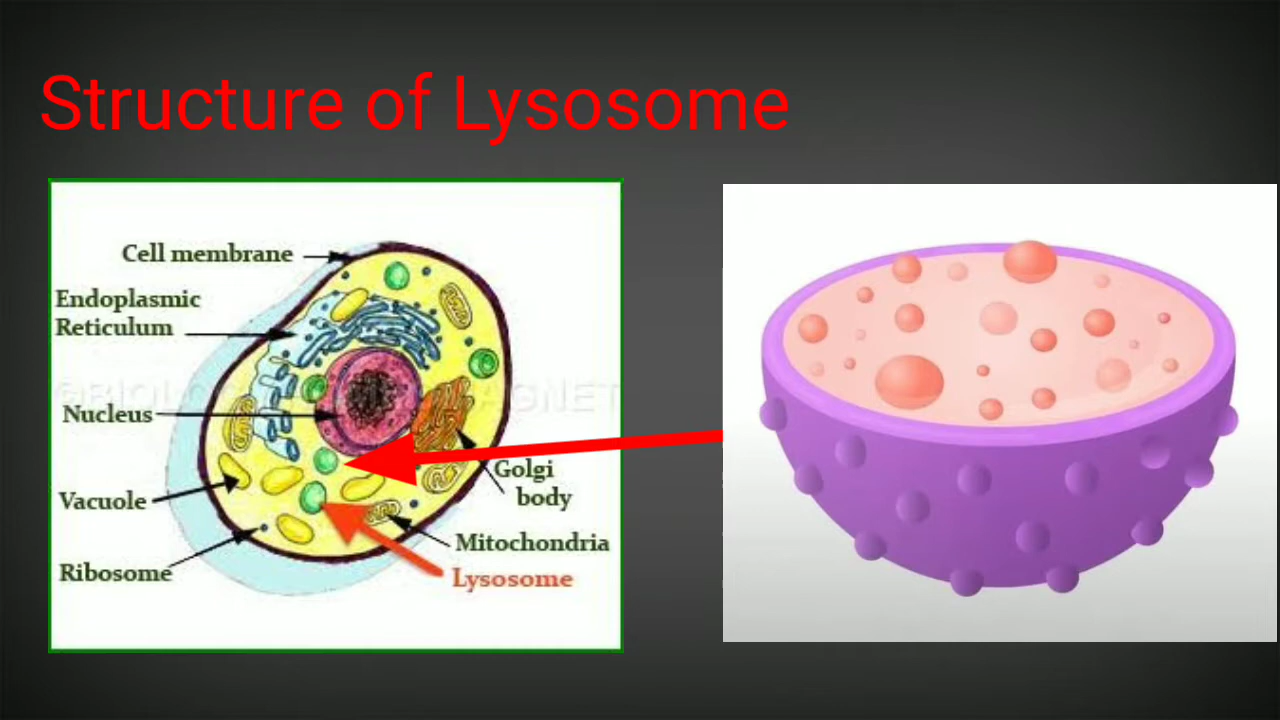 Structure of Lysosome
Cell membrane
Endoplasmic
Reticulum
Nucleus
Vacuole
Ribosome
Golgi
body
Mitochondria
Lysosome